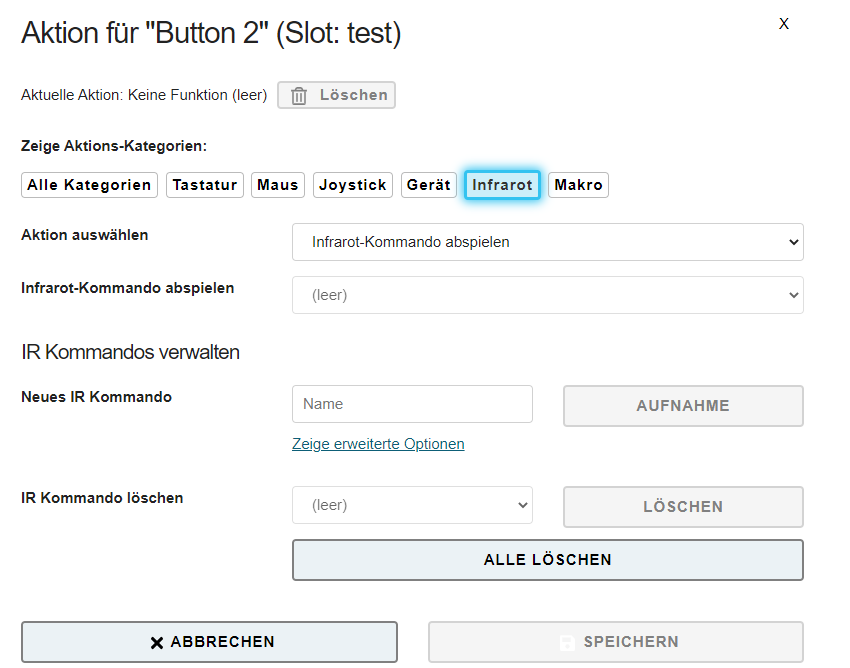 Aktion für "Button 2" (Slot: test)
X
Aktuelle Aktion: Keine Funktion (leer) Löschen
Zeige Aktions-Kategorien:
Alle Kategorien Tastatur Maus Joystick Gerät Infrarot Makro
Aktion auswählen Infrarot-Kommando abspielen
Infrarot-Kommando abspielen (leer)
IR Kommandos verwalten
Neues IR Kommando Name AUFNAHME
Zeige erweiterte Optionen
IR Kommando löschen (leer) LÖSCHEN
ALLE LÖSCHEN
ABBRECHEN SPEICHERN